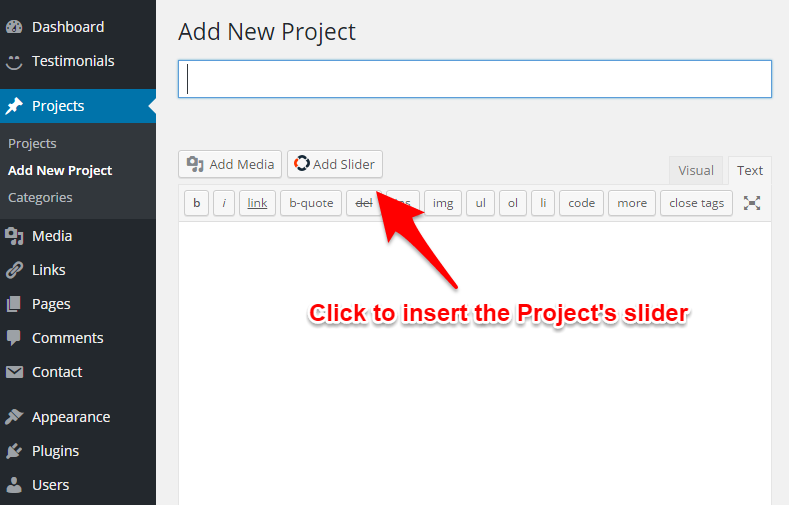 Dashboard
Testimonials
Projects
Projects
Add New Project
Categories
Media
Links
Pages
Comments
Contact
Appearance
Plugins
Users
Add New Project
Add Media
Add Slider
Visual
Text
b
i
link
b-quote
del
img
ul
ol
li
code
more
close tags
Click to insert the Project's slider